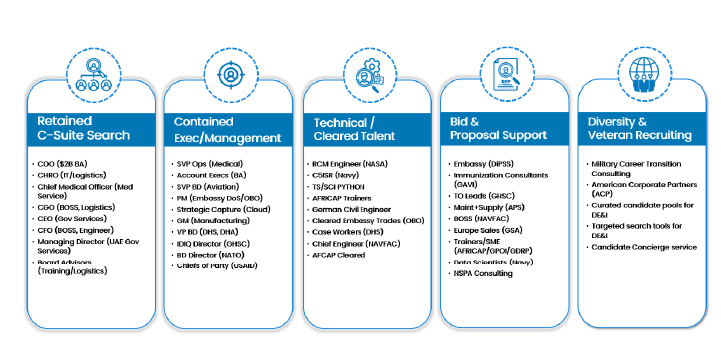 Retained
C-Suite Search
COO ($2B 8A)
CHRO (IT/Logistics)
Chief Medical Officer (Med
Service)
CGO (BOSS, Logistics)
CEO (Gov Services)
CFO (BOSS, Engineer)
Managing Director (UAE Gov
Services)
Board Advisors
(Training/Logistics)
Contained
Exec/Management
SVP Ops (Medical)
Account Execs (BA)
SVP BD (Aviation)
PM (Embassy DoS/OBO)
Strategic Capture (Cloud)
GM (Manufacturing)
VP BD (DHS, DHA)
IDIQ Director (GHSC)
BD Director (NATO)
Chiefs of Party (USAID)
Technical /
Cleared Talent
RCM Engineer (NASA)
C5ISR (Navy)
TS/SCI PYTHON
AFRICAP Trainers
German Civil Engineer
Cleared Embassy Trades (OBO)
Case Workers (DHS)
Chief Engineer (NAVFAC)
AFCAP Cleared
RFP
Bid &
Proposal Support
Embassy (DiPSS)
Immunization Consultants
(GAVI)
TO Leads (GHSC)
Maint+Supply (APS)
BOSS (NAVFAC)
Europe Sales (GSA)
Trainers/SME
(AFRICAP/GPOI/GDRP)
Data Scientists (Navy)
NSPA Consulting
Diversity &
Veteran Recruiting
Military Career Transition
Consulting
American Corporate Partners
(ACP)
Curated candidate pools for
DE&I
Targeted search tools for
DE&I
Candidate Concierge service